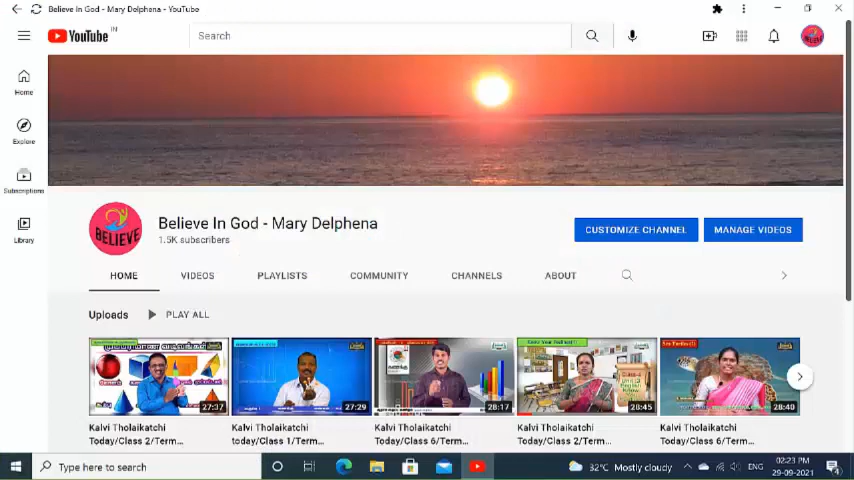 Believe In God - Mary Delphena - YouTube
YouTube IN
Search
Home
Explore
Subscriptions
Library
BELIEVE
Believe In God - Mary Delphena
1.5K subscribers
CUSTOMIZE CHANNEL
MANAGE VIDEOS
HOME VIDEOS PLAYLISTS COMMUNITY CHANNELS ABOUT
Uploads PLAY ALL
27:37
27:29
28:17
28:45
28:40
Kalvi Tholaikatchi
Today/Class 2/Term...
Kalvi Tholaikatchi
today/Class 1/Term...
Kalvi Tholaikatchi
Today/Class 6/Term...
Kalvi Tholaikatchi
Today/Class 2/Term...
Kalvi Tholaikatchi
Today/Class 6/Term...
Type here to search
32°C Mostly cloudy
ENG
02:23 PM
29-09-2021
4